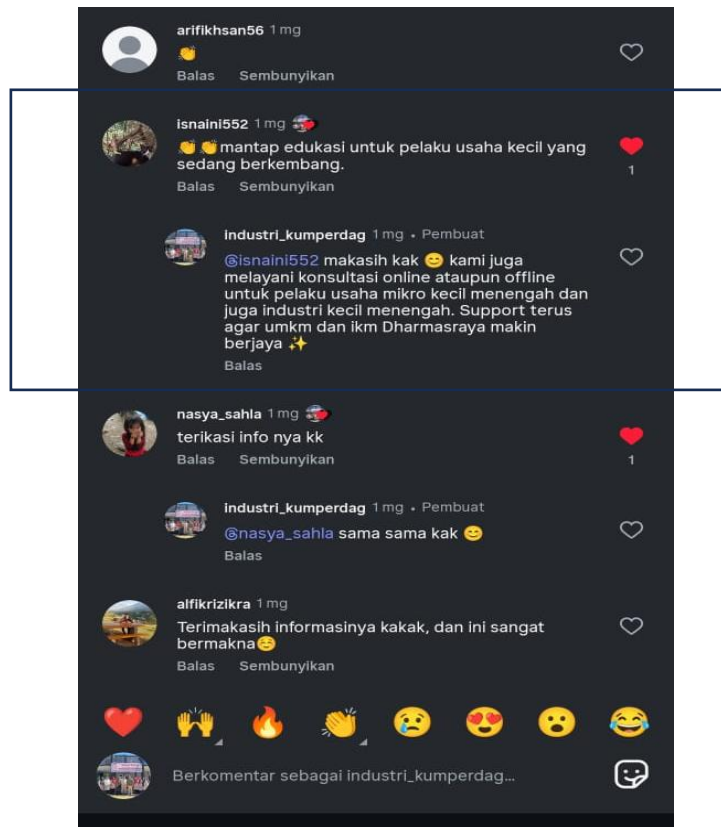 arifikhsan56 1 mg
👏
Balas Sembunyikan
isnaini552 1 mg
👏👏mantap edukasi untuk pelaku usaha kecil yang
sedang berkembang.
1
Balas Sembunyikan
industri_kumperdag 1 mg • Pembuat
@isnaini552 makasih kak 😊 kami juga
melayani konsultasi online ataupun offline
untuk pelaku usaha mikro kecil menengah dan
juga industri kecil menengah. Support terus
agar umkm dan ikm Dharmasraya makin
berjaya ✨
Balas
nasya_sahla 1 mg
terikasi info nya kk
Balas Sembunyikan
1
industri_kumperdag 1 mg • Pembuat
@nasya_sahla sama sama kak 😊
Balas
alfikrizikra 1 mg
Terimakasih informasinya kakak, dan ini sangat
bermakna☺️
Balas Sembunyikan
Berkomentar sebagai industri_kumperdag...